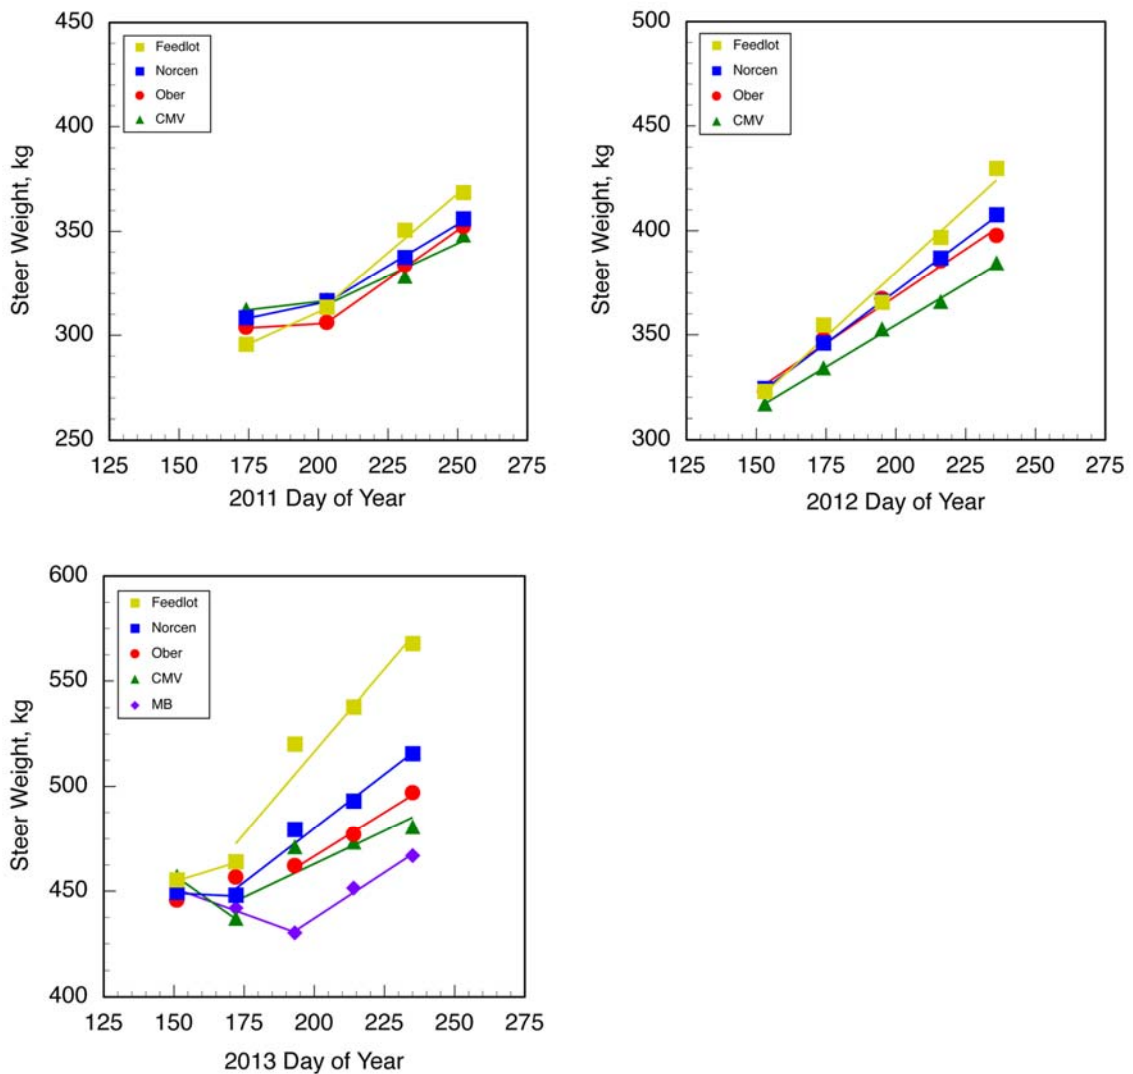 450
400
350
300
250
Steer Weight, kg
Feedlot
Norcen
Ober
CMV
125 150 175 200 225 250 275
2011 Day of Year
500
450
400
350
300
Steer Weight, kg
Feedlot
Norcen
Ober
CMV
125 150 175 200 225 250 275
2012 Day of Year
600
550
500
450
400
Steer Weight, kg
Feedlot
Norcen
Ober
CMV
MB
125 150 175 200 225 250 275
2013 Day of Year